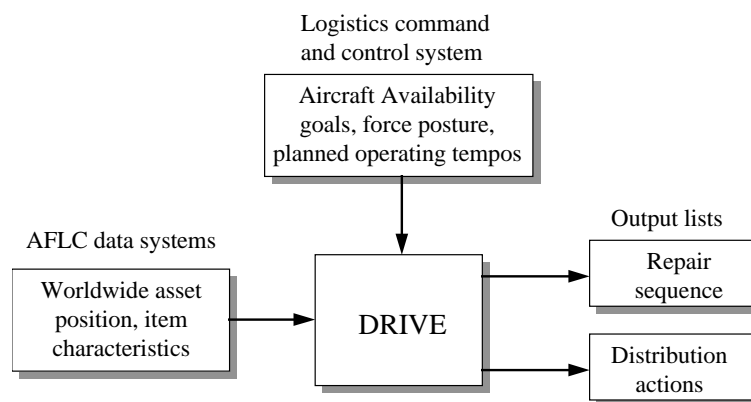 Logistics command
and control system
Aircraft Availability
goals, force posture,
planned operating tempos
AFLC data systems
Worldwide asset
position, item
characteristics
DRIVE
Output lists
Repair
sequence
Distribution
actions